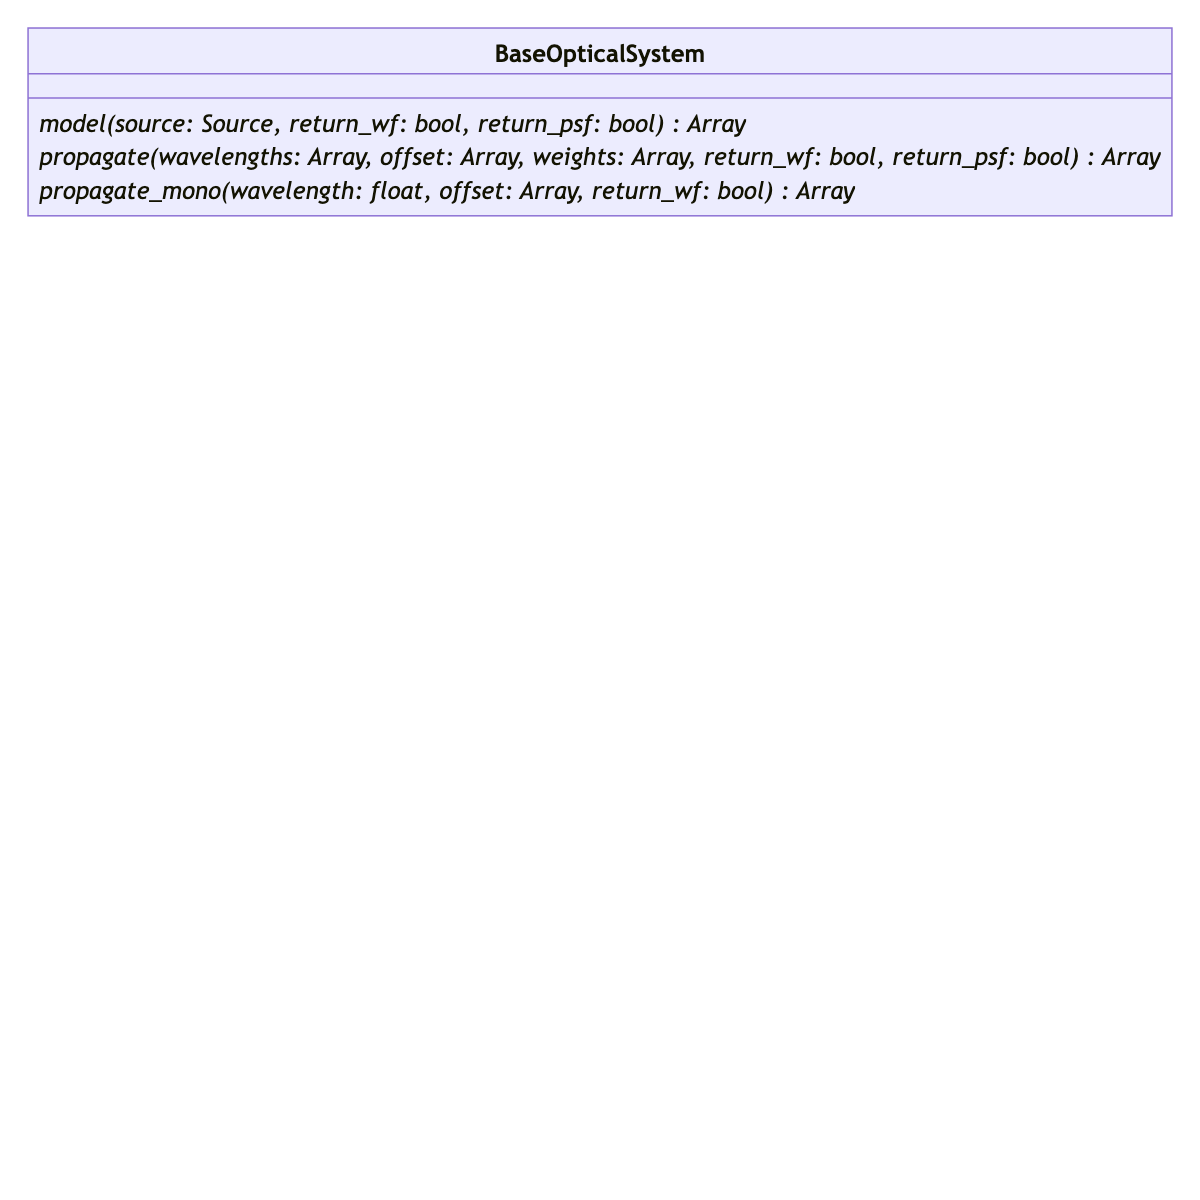 BaseOpticalSystem
model(source: Source, return_wf: bool, return_psf: bool) : Array
propagate(wavelengths: Array, offset: Array, weights: Array, return_wf: bool, return_psf: bool) : Array
propagate_mono(wavelength: float, offset: Array, return_wf: bool) : Array